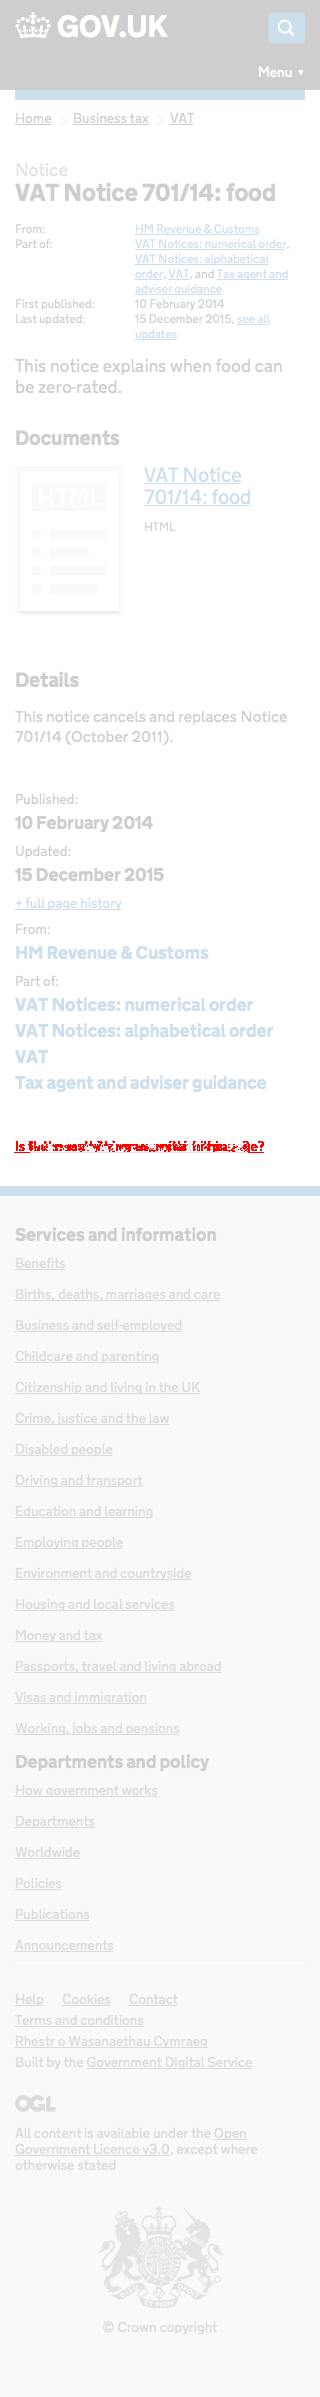 GOV.UK
Menu ▼
Home > Business tax > VAT
Notice
VAT Notice 701/14: food
From: HM Revenue & Customs
Part of: VAT Notices: numerical order,
VAT Notices: alphabetical
order, VAT, and Tax agent and
adviser guidance
First published: 10 February 2014
Last updated: 15 December 2015, see all
updates
This notice explains when food can
be zero-rated.
Documents
HTML
VAT Notice
701/14: food
HTML
Details
This notice cancels and replaces Notice
701/14 (October 2011).
Published:
10 February 2014
Updated:
15 December 2015
+ full page history
From:
HM Revenue & Customs
Part of:
VAT Notices: numerical order
VAT Notices: alphabetical order
VAT
Tax agent and adviser guidance
Services and information
Benefits
Births, deaths, marriages and care
Business and self-employed
Childcare and parenting
Citizenship and living in the UK
Crime, justice and the law
Disabled people
Driving and transport
Education and learning
Employing people
Environment and countryside
Housing and local services
Money and tax
Passports, travel and living abroad
Visas and immigration
Working, jobs and pensions
Departments and policy
How government works
Departments
Worldwide
Policies
Publications
Announcements
Help Cookies Contact
Terms and conditions
Rhestr o Wasanaethau Cymraeg
Built by the Government Digital Service
OGL
All content is available under the Open
Government Licence v3.0, except where
otherwise stated
© Crown copyright